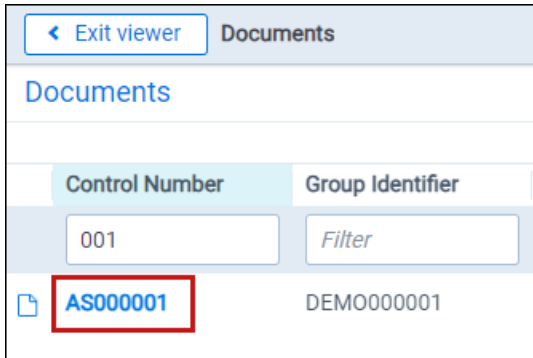 Exit viewer Documents
Documents
Control Number Group Identifier
001 Filter
AS000001 DEMO000001